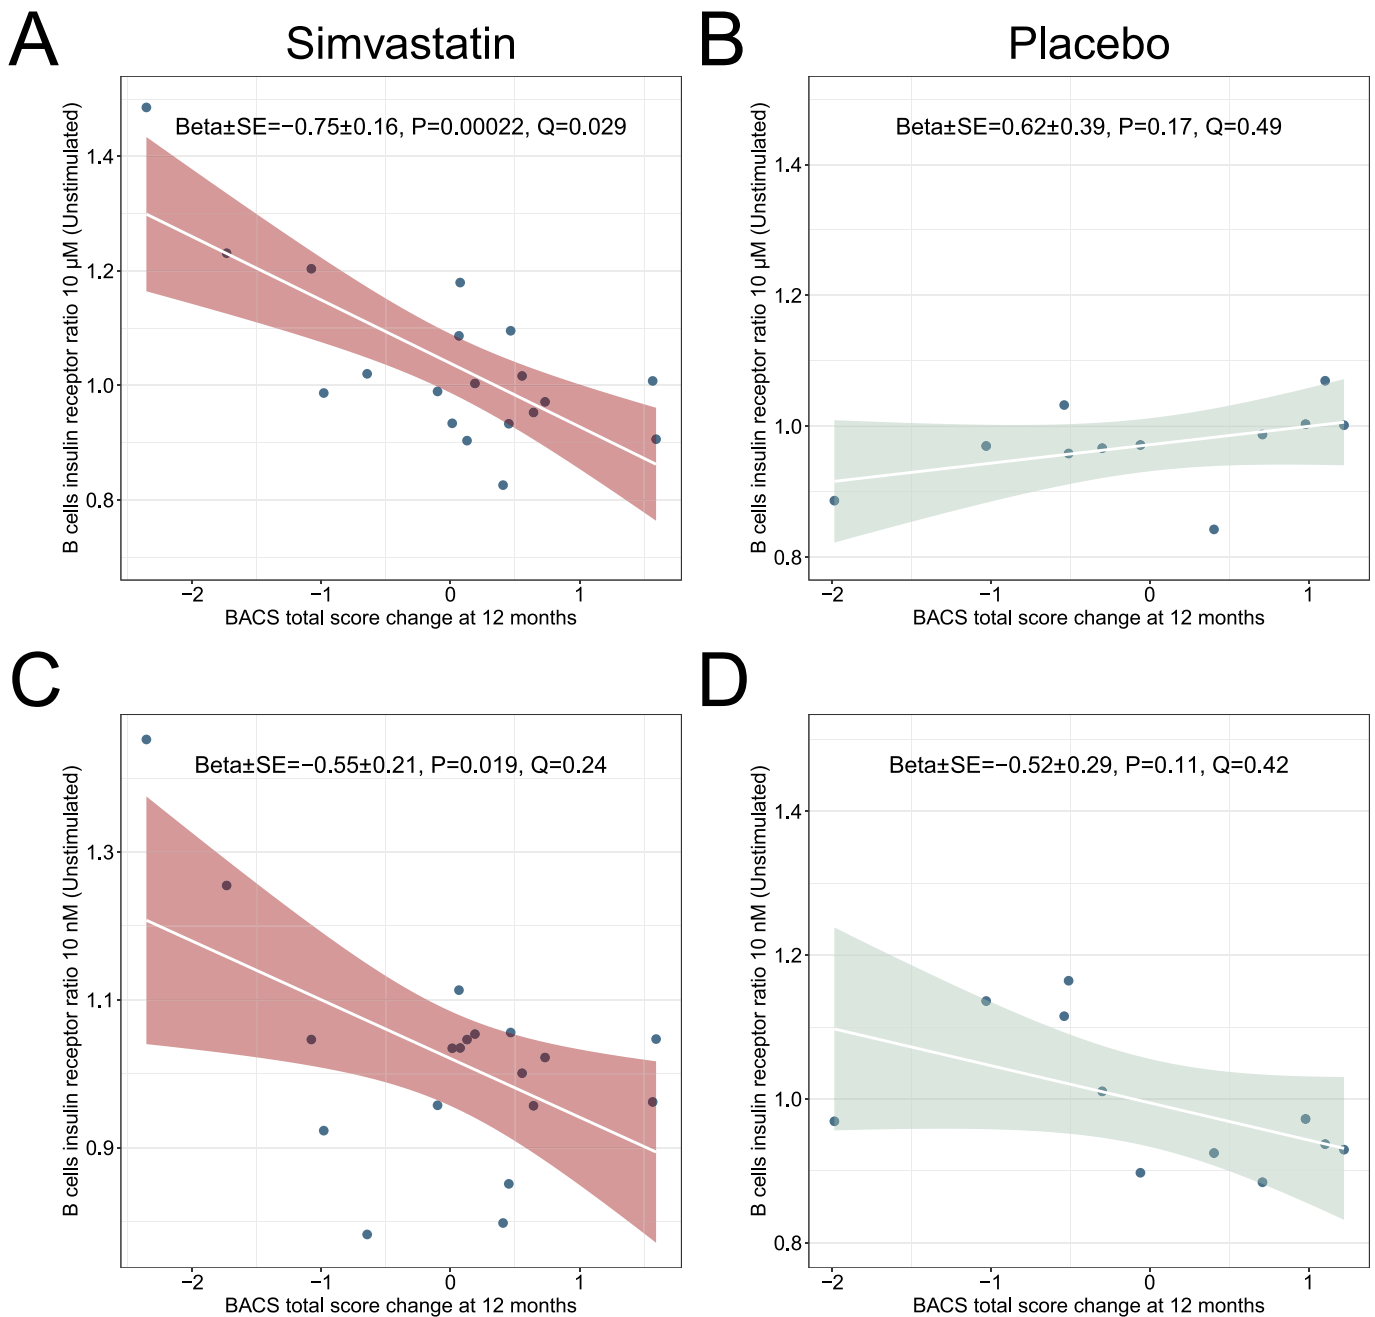 A
Simvastatin
B cells insulin receptor ratio 10 µM (Unstimulated)
Beta±SE=−0.75±0.16, P=0.00022, Q=0.029
1.4
1.2
1.0
0.8
−2
−1
0
1
BACS total score change at 12 months
B
Placebo
B cells insulin receptor ratio 10 µM (Unstimulated)
Beta±SE=0.62±0.39, P=0.17, Q=0.49
1.4
1.2
1.0
0.8
−2
−1
0
1
BACS total score change at 12 months
C
B cells insulin receptor ratio 10 nM (Unstimulated)
Beta±SE=−0.55±0.21, P=0.019, Q=0.24
1.3
1.1
0.9
−2
−1
0
1
BACS total score change at 12 months
D
B cells insulin receptor ratio 10 nM (Unstimulated)
Beta±SE=−0.52±0.29, P=0.11, Q=0.42
1.4
1.2
1.0
0.8
−2
−1
0
1
BACS total score change at 12 months